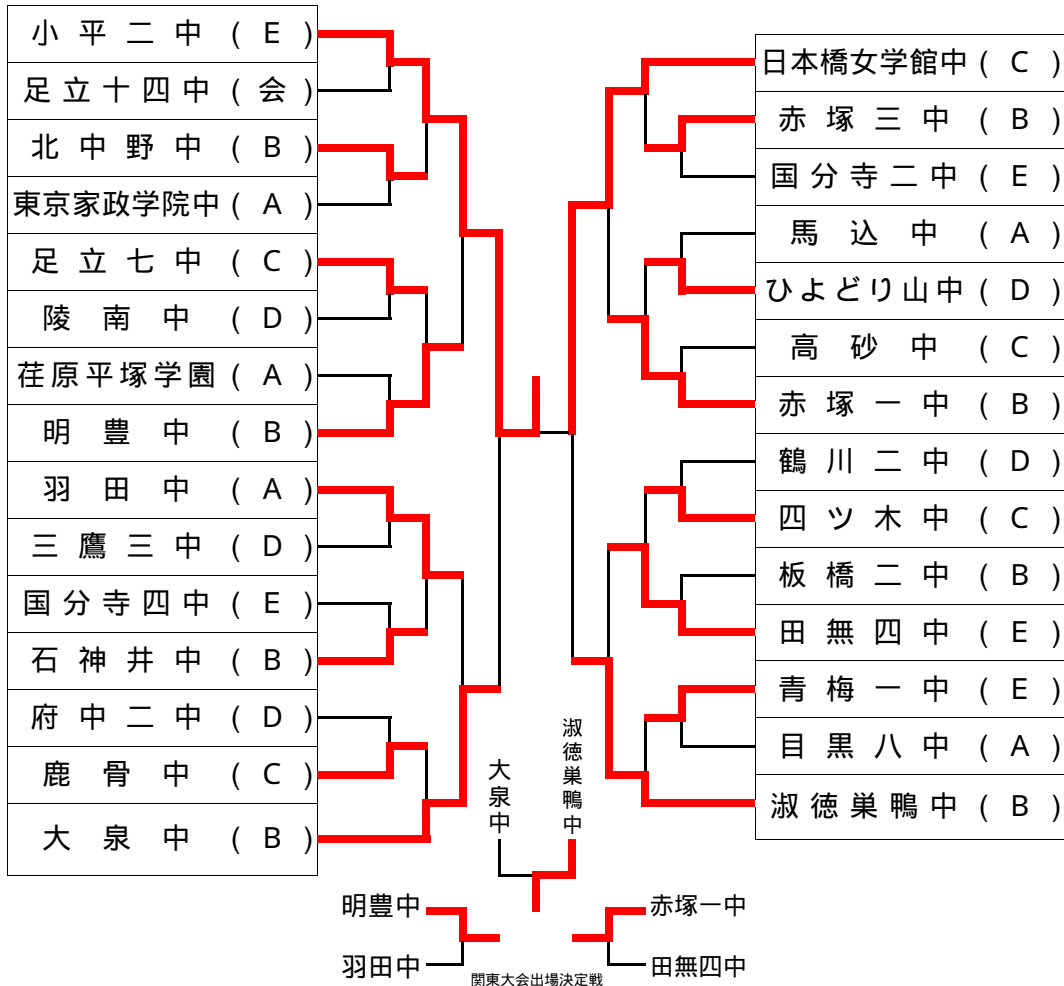 小平二中(E)
足立十四中(会)
北中野中(B)
東京家政学院中(A)
足立七中(C)
陵南中(D)
荏原平塚学園(A)
明豊中(B)
羽田中(A)
三鷹三中(D)
国分寺四中(E)
石神井中(B)
府中二中(D)
鹿骨中(C)
大泉中(B)
日本橋女学館中(C)
赤塚三中(B)
国分寺二中(E)
馬込中(A)
ひよどり山中(D)
高砂中(C)
赤塚一中(B)
鶴川二中(D)
四ツ木中(C)
板橋二中(B)
田無四中(E)
青梅一中(E)
目黒八中(A)
淑徳巣鴨中(B)
大泉中
淑徳巣鴨中
明豊中
羽田中
赤塚一中
田無四中
関東大会出場決定戦